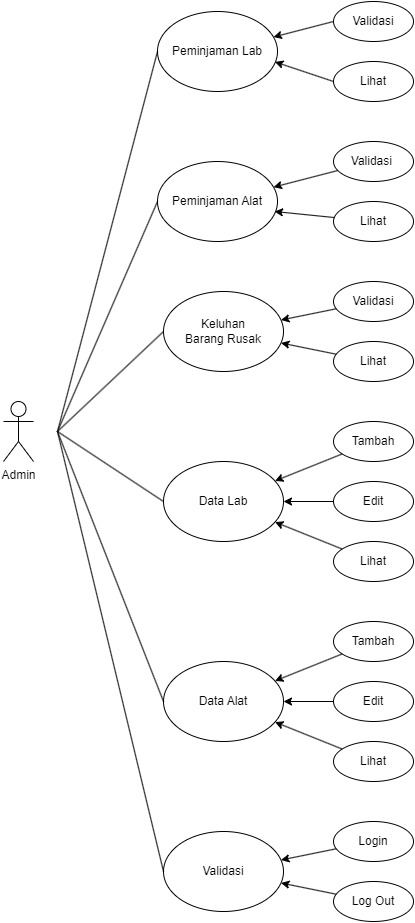 Validasi
Peminjaman Lab
Lihat
Validasi
Peminjaman Alat
Lihat
Validasi
Keluhan
Barang Rusak
Lihat
Admin
Tambah
Data Lab
Edit
Lihat
Tambah
Data Alat
Edit
Lihat
Login
Validasi
Log Out